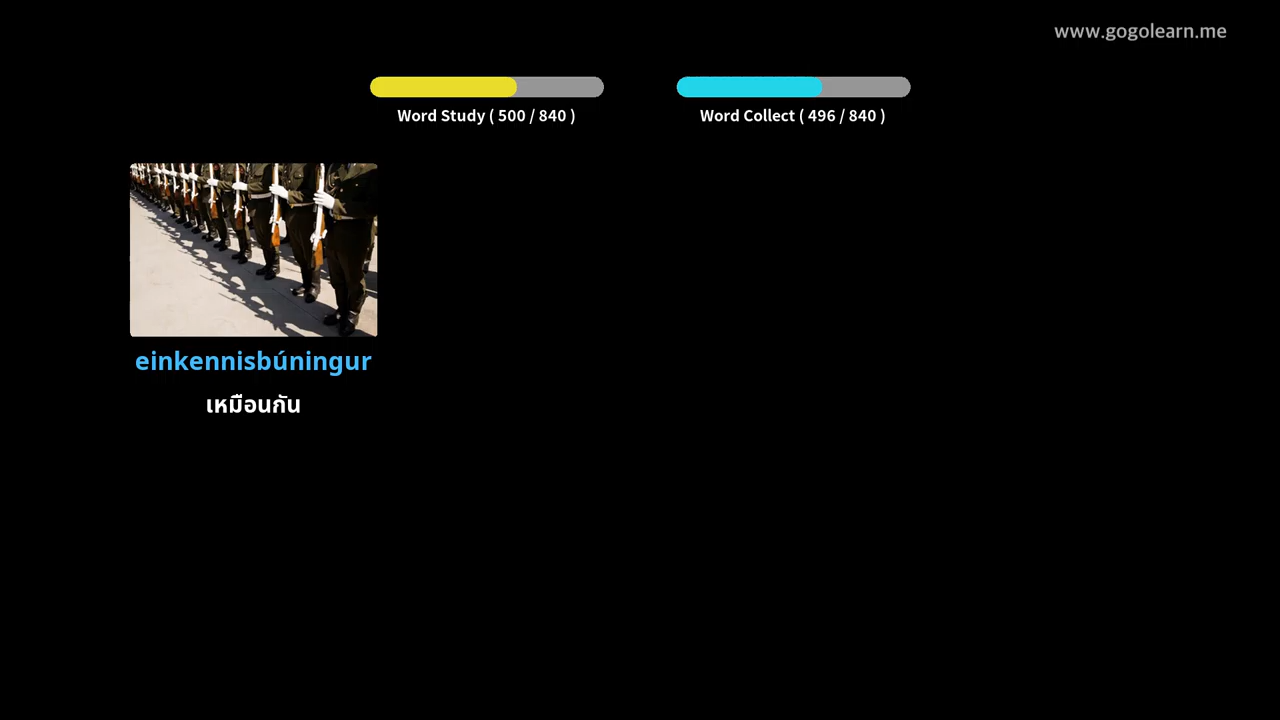 www.gogolearn.me
Word Study ( 500 / 840 )
Word Collect ( 496 / 840 )
einkennisbúningur
เหมือนกัน